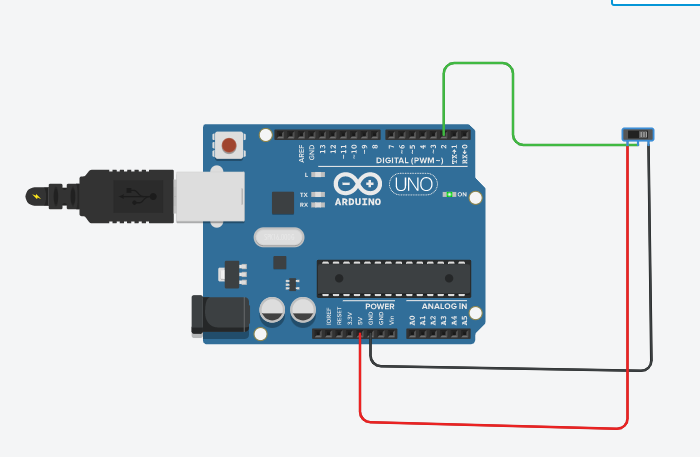 AREF
GND
13
12
~11
~10
~9
8
7
~6
~5
4
~3
2
TX→1
RX←0
DIGITAL (PWM~)
L
TX
RX
ARDUINO
UNO
ON
POWER
ANALOG IN
IOREF
RESET
3.3V
5V
GND
GND
Vin
A0
A1
A2
A3
A4
A5